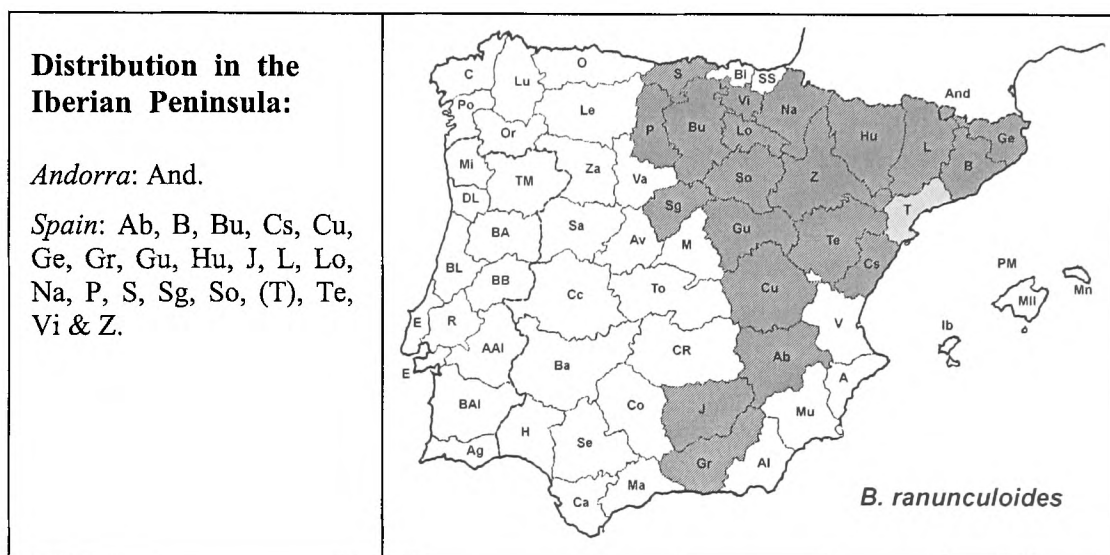 Distribution in the
Iberian Peninsula:
Andorra: And.
Spain: Ab, B, Bu, Cs, Cu,
Ge, Gr, Gu, Hu, J, L, Lo,
Na, P, S, Sg, So, (T), Te,
Vi & Z.
C
Lu
O
S
Bi
SS
Po
Le
Vi
Na
And
Or
P
Bu
Lo
Hu
L
Ge
B
Mi
TM
Za
Va
So
Z
DL
Sg
T
BA
Sa
Av
M
Gu
Te
Cs
BL
BB
Cc
To
Cu
PM
Mll
Mn
E
R
V
Ib
E
AAl
Ba
CR
Ab
A
BAl
Co
J
Mu
Ag
H
Se
Gr
Al
Ca
Ma
B. ranunculoides